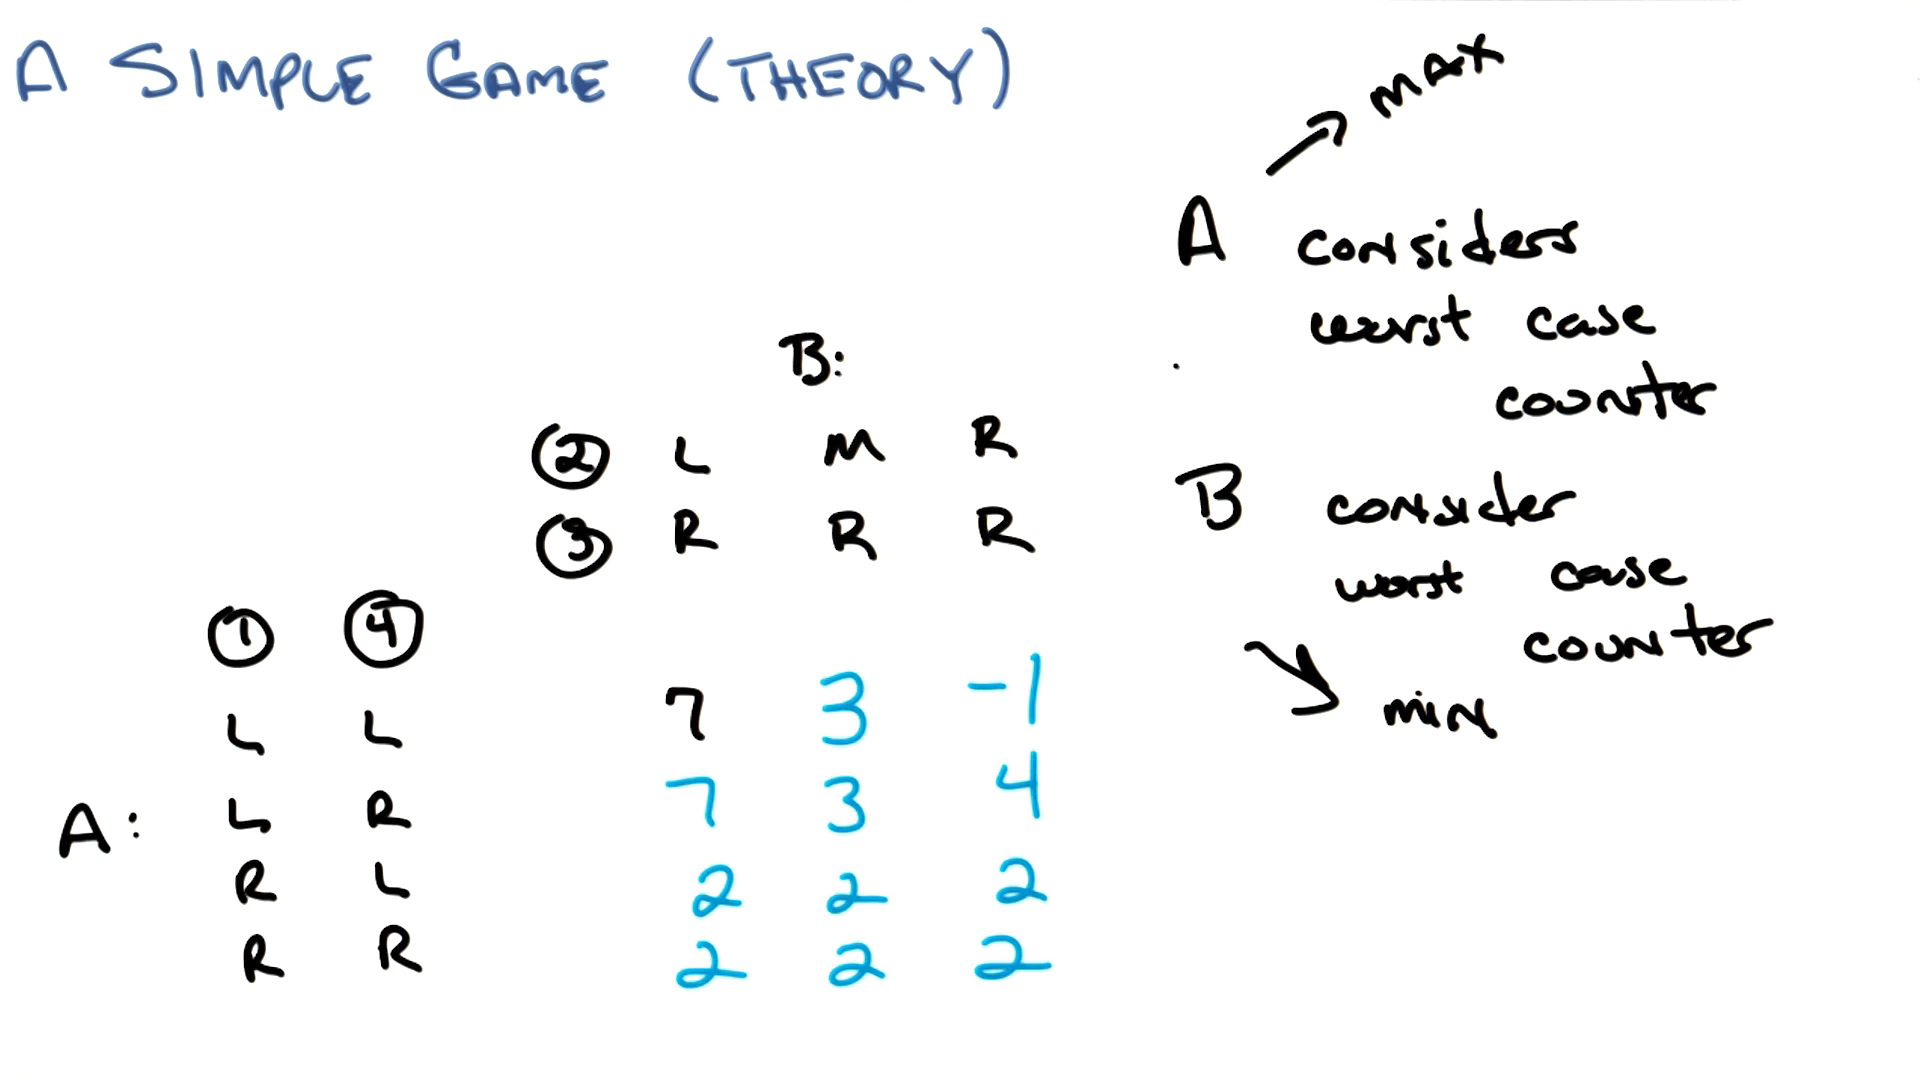 A SIMPLE GAME (THEORY)
MAX
A considers
worst case
counter
B:
② L M R
③ R R R
B consider
worst case
counter
min
① ④
L L 7 3 -1
A: L R 7 3 4
R L 2 2 2
R R 2 2 2